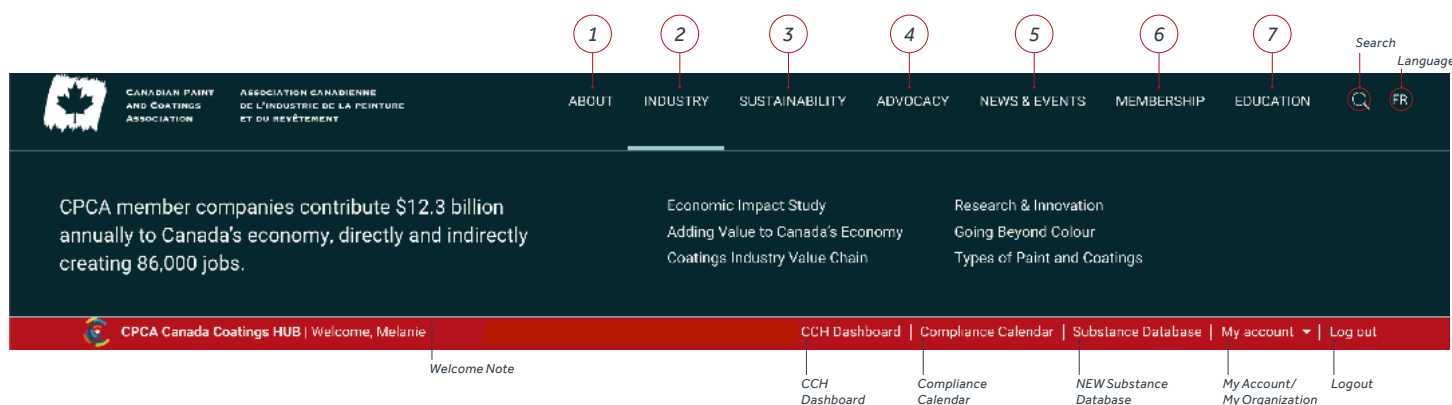 1 2 3 4 5 6 7
Search
Language
CANADIAN PAINT
AND COATINGS
ASSOCIATION
ASSOCIATION CANADIENNE
DE L'INDUSTRIE DE LA PEINTURE
ET DU REVÊTEMENT
ABOUT INDUSTRY SUSTAINABILITY ADVOCACY NEWS & EVENTS MEMBERSHIP EDUCATION FR
CPCA member companies contribute $12.3 billion
annually to Canada's economy, directly and indirectly
creating 86,000 jobs.
Economic Impact Study
Adding Value to Canada's Economy
Coatings Industry Value Chain
Research & Innovation
Going Beyond Colour
Types of Paint and Coatings
CPCA Canada Coatings HUB | Welcome, Melanie
CCH Dashboard | Compliance Calendar | Substance Database | My account | Log out
Welcome Note
CCH
Dashboard
Compliance
Calendar
NEW Substance
Database
My Account/
My Organization
Logout